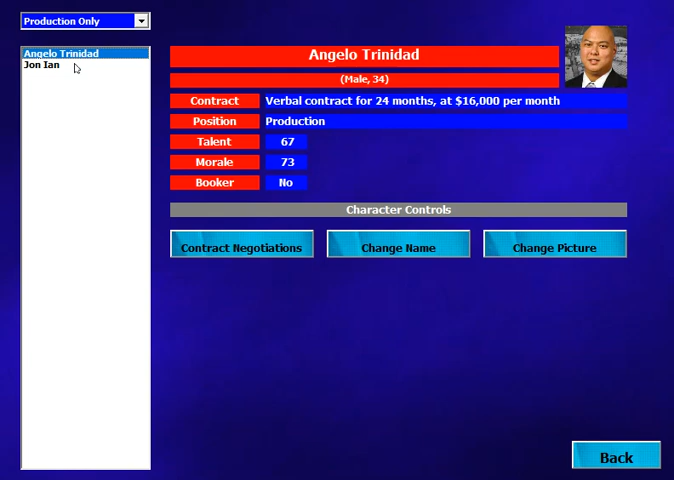 Production Only
Angelo Trinidad
Jon Ian
Angelo Trinidad
(Male, 34)
Contract Verbal contract for 24 months, at $16,000 per month
Position Production
Talent 67
Morale 73
Booker No
Character Controls
Contract Negotiations Change Name Change Picture
Back